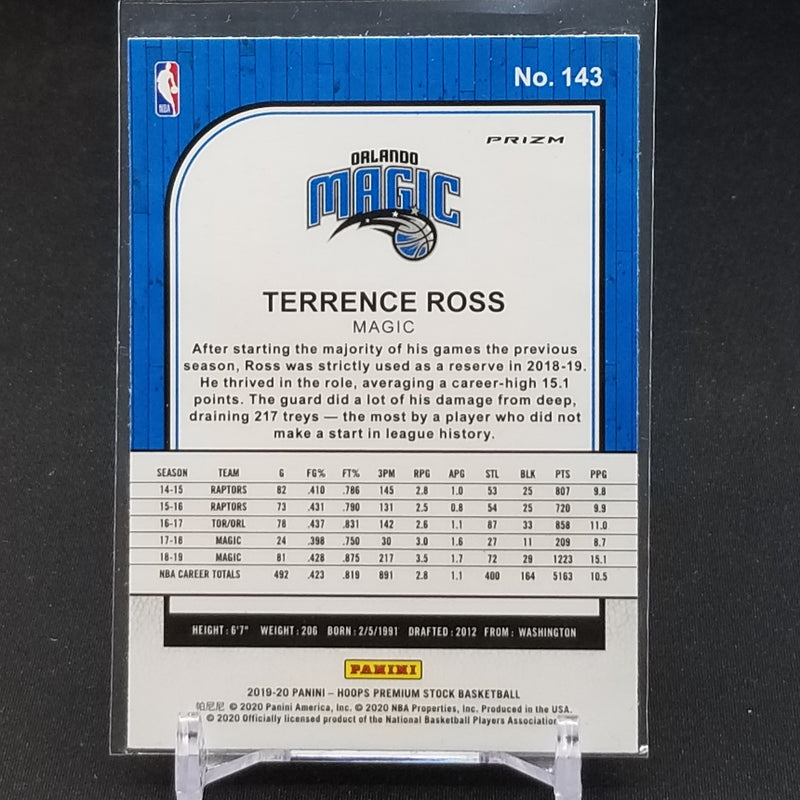 NBA
No. 143
PRIZM
ORLANDO
MAGIC
TERRENCE ROSS
MAGIC
After starting the majority of his games the previous
season, Ross was strictly used as a reserve in 2018-19.
He thrived in the role, averaging a career-high 15.1
points. The guard did a lot of his damage from deep,
draining 217 treys — the most by a player who did not
make a start in league history.
SEASON TEAM G FG% FT% 3PM RPG APG STL BLK PTS PPG
14-15 RAPTORS 82 .410 .786 145 2.8 1.0 53 25 807 9.8
15-16 RAPTORS 73 .431 .790 131 2.5 0.8 54 25 720 9.9
16-17 TOR/ORL 78 .437 .831 142 2.6 1.1 87 33 858 11.0
17-18 MAGIC 24 .398 .750 30 3.0 1.6 27 11 209 8.7
18-19 MAGIC 81 .428 .875 217 3.5 1.7 72 29 1223 15.1
NBA CAREER TOTALS 492 .423 .819 891 2.8 1.1 400 164 5163 10.5
HEIGHT: 6'7" WEIGHT: 206 BORN: 2/5/1991 DRAFTED: 2012 FROM: WASHINGTON
PANINI
2019-20 PANINI – HOOPS PREMIUM STOCK BASKETBALL
帕尼尼 © 2020 Panini America, Inc. © 2020 NBA Properties, Inc. Produced in the USA.
© 2020 Officially licensed product of the National Basketball Players Association